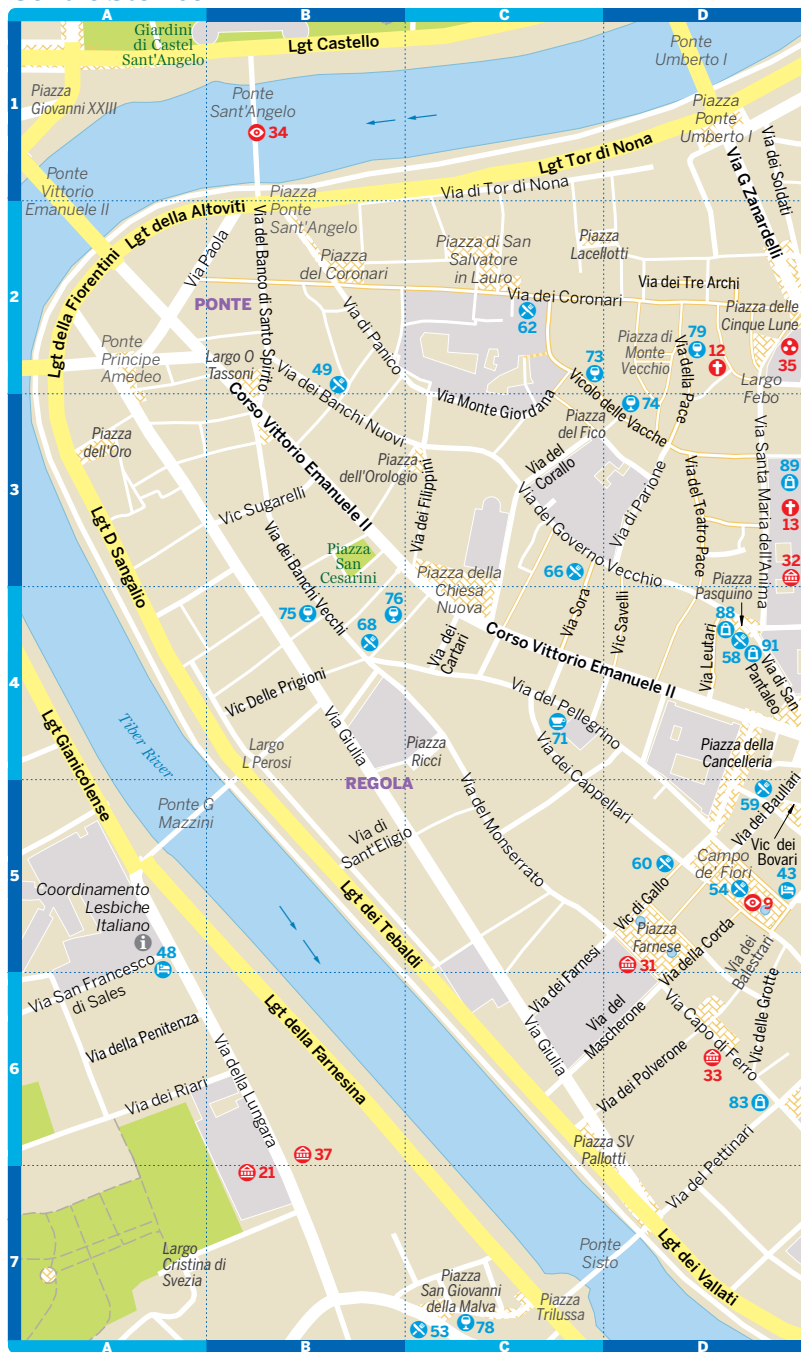 A
B
C
D
Giardini
di Castel
Sant'Angelo
Lgt Castello
Ponte
Umberto I
Piazza
Giovanni XXIII
Ponte
Sant'Angelo
34
1
Piazza
Ponte
Umberto I
Via dei Soldati
Via G Zanardelli
Lgt Tor di Nona
Via di Tor di Nona
Ponte
Vittorio
Emanuele II
Lgt della Altoviti
Piazza
Ponte
Sant'Angelo
Via Paola
Via del Banco di Santo Spirito
Piazza
del Coronari
Piazza di San
Salvatore
in Lauro
Piazza
Lacellotti
Via dei Tre Archi
Lgt della Fiorentini
2
PONTE
Via di Panico
Via dei Coronari
62
Piazza delle
Cinque Lune
79
12
35
Piazza di
Monte
Vecchio
Via della Pace
Largo
Febo
Ponte
Principe
Amedeo
Largo O
Tassoni
49
Via dei Banchi Nuovi
73
Vicolo delle Vacche
74
Via Monte Giordana
Piazza
del Fico
Corso Vittorio Emanuele II
Piazza
dell'Oro
3
Piazza
dell'Orologio
Via dei Filippini
Via del
Corallo
Via di Parione
Via del Teatro Pace
Via Santa Maria dell'Anima
89
13
32
Vic Sugarelli
Via del Governo Vecchio
Lgt D Sangalio
Via dei Banchi Vecchi
Piazza
San
Cesarini
Piazza della
Chiesa
Nuova
66
Piazza
Pasquino
75
76
68
Via dei
Cartari
Via Sora
Vic Savelli
88
58
91
Via Leutari
Via di San
Pantaleo
4
Corso Vittorio Emanuele II
Vic Delle Prigioni
Via Giulia
Via del Pellegrino
71
Lgt Gianicolense
Tiber River
Largo
L Perosi
Piazza
Ricci
Via dei Cappellari
Piazza della
Cancelleria
REGOLA
59
Via dei Baullari
Ponte G
Mazzini
Via di
Sant'Eligio
Via del Monserrato
Vic dei
Bovari
5
60
Campo
de' Fiori
43
54
9
Coordinamento
Lesbiche
Italiano
48
Lgt dei Tebaldi
Vic di Gallo
Piazza
Farnese
Via della Corda
Via dei
Balestrari
31
Via San Francesco
di Sales
Via dei Farnesi
Via del
Mascherone
Via Capo di Ferro
Vic delle Grotte
Via della Penitenza
Lgt della Farnesina
Via Giulia
6
Via della Lungara
Via dei Polverone
33
83
Via dei Riari
37
21
Piazza SV
Pallotti
Via del Pettinari
7
Largo
Cristina di
Svezia
Ponte
Sisto
Lgt dei Vallati
Piazza
San Giovanni
della Malva
Piazza
Trilussa
53
78
A
B
C
D